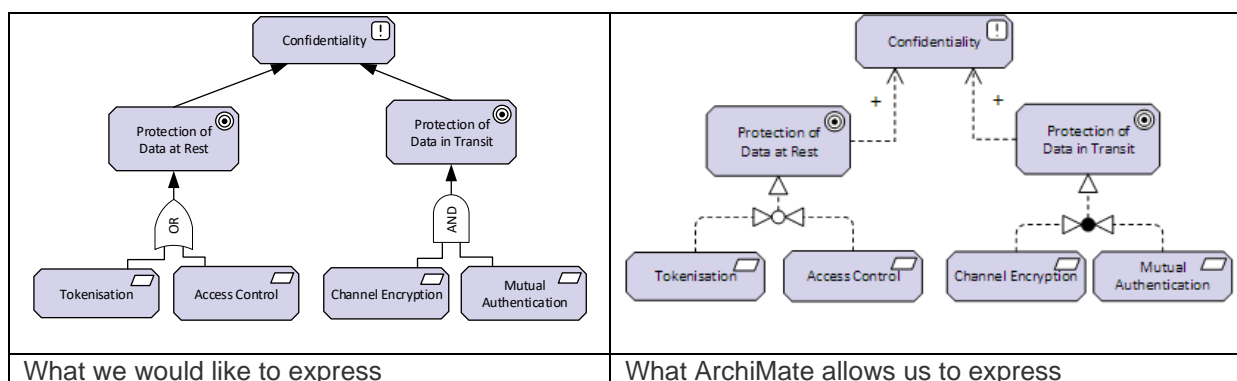 Confidentiality
!
Protection of
Data at Rest
Protection of
Data in Transit
OR
AND
Tokenisation
Access Control
Channel Encryption
Mutual
Authentication
What we would like to express
Confidentiality
!
+
+
Protection of
Data at Rest
Protection of
Data in Transit
Tokenisation
Access Control
Channel Encryption
Mutual
Authentication
What ArchiMate allows us to express